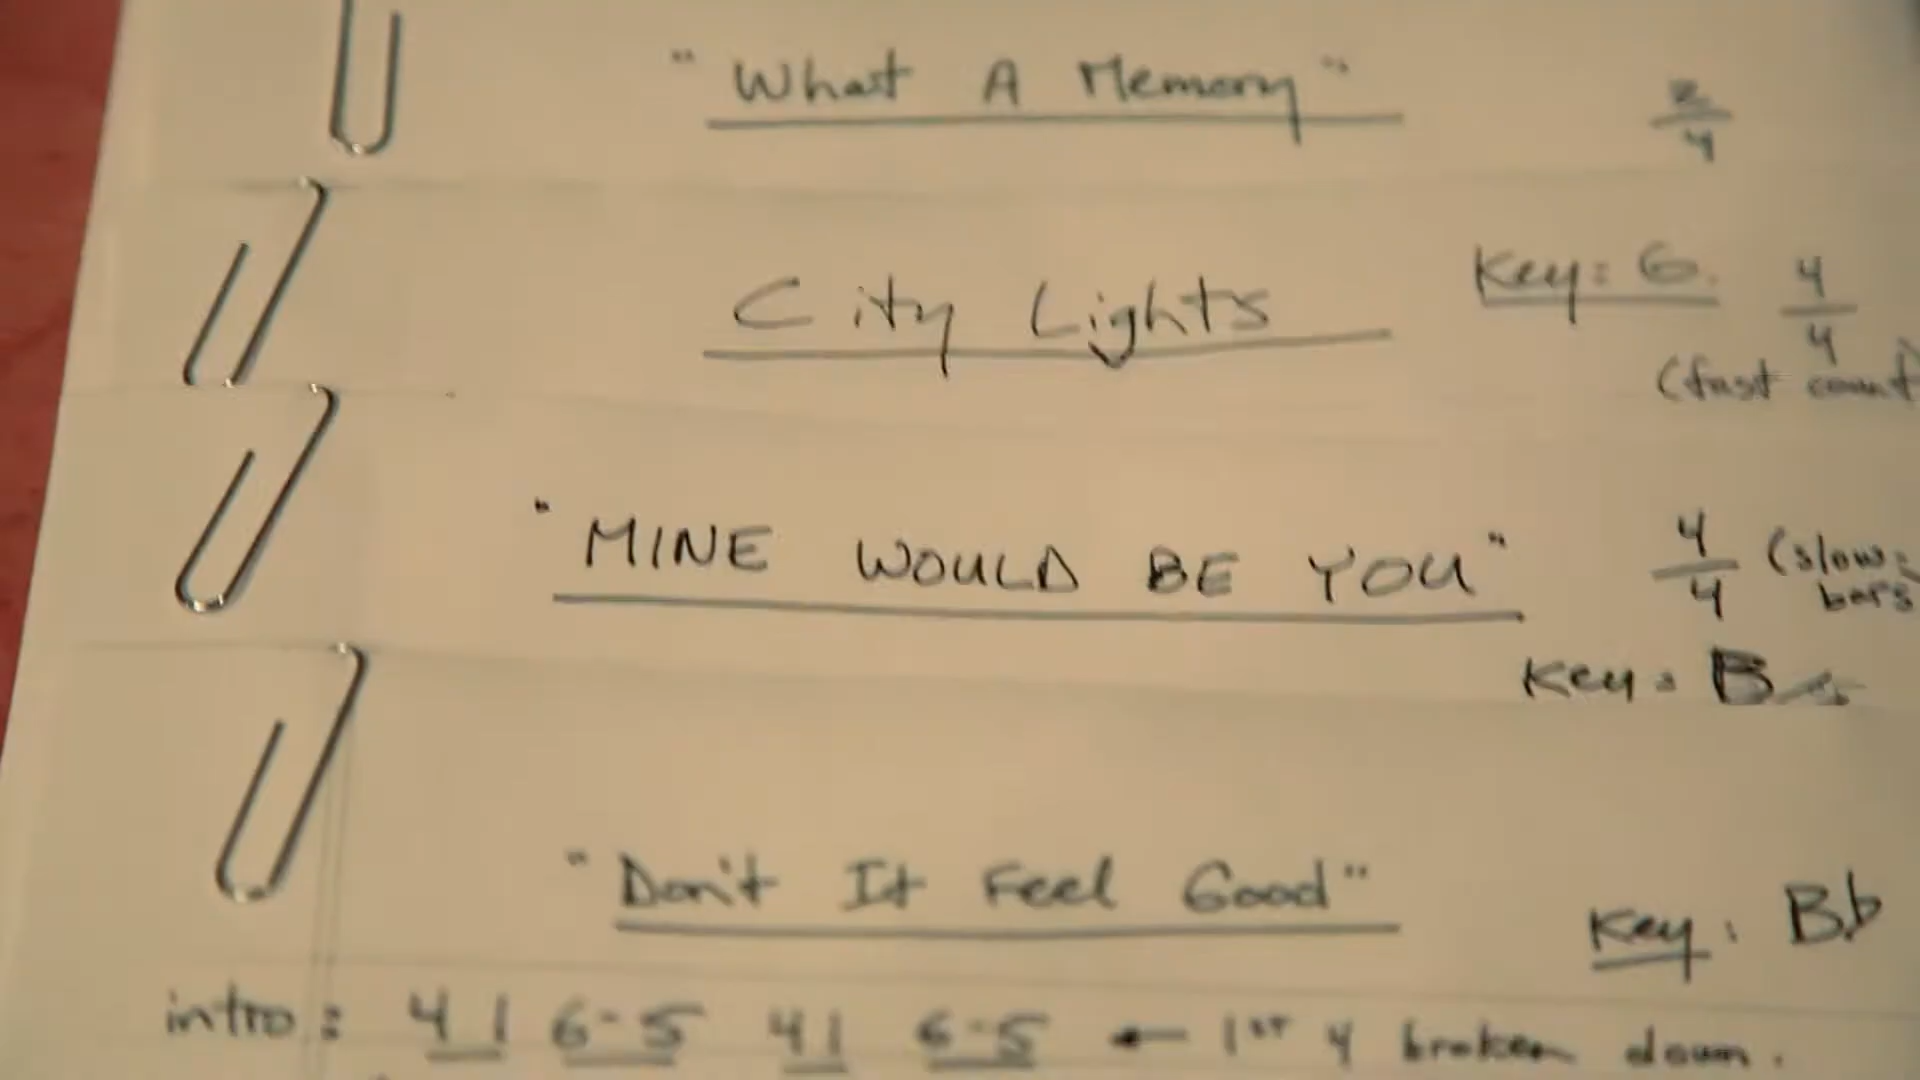 "What A Memory" 2/4
City Lights Key: G. 4/4
(fast count)
"MINE WOULD BE YOU" 4/4 (slow
bars
Key: B
"Don't It Feel Good" Key: Bb
intro: 4 1 6-5 4 1 6-5 ← 1st 4 broken down.